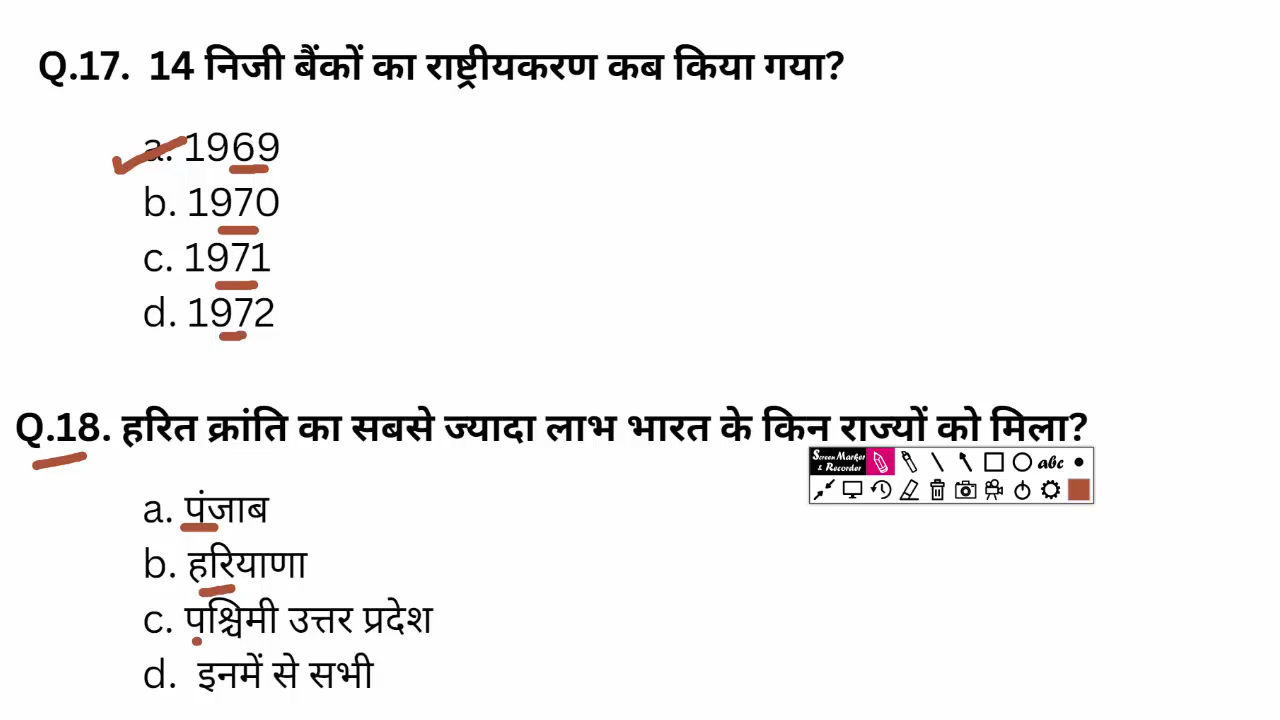 Q.17. 14 निजी बैंकों का राष्ट्रीयकरण कब किया गया?
a. 1969
b. 1970
c. 1971
d. 1972
Q.18. हरित क्रांति का सबसे ज्यादा लाभ भारत के किन राज्यों को मिला?
Screen Marker
& Recorder
abc
a. पंजाब
b. हरियाणा
c. पश्चिमी उत्तर प्रदेश
d. इनमें से सभी